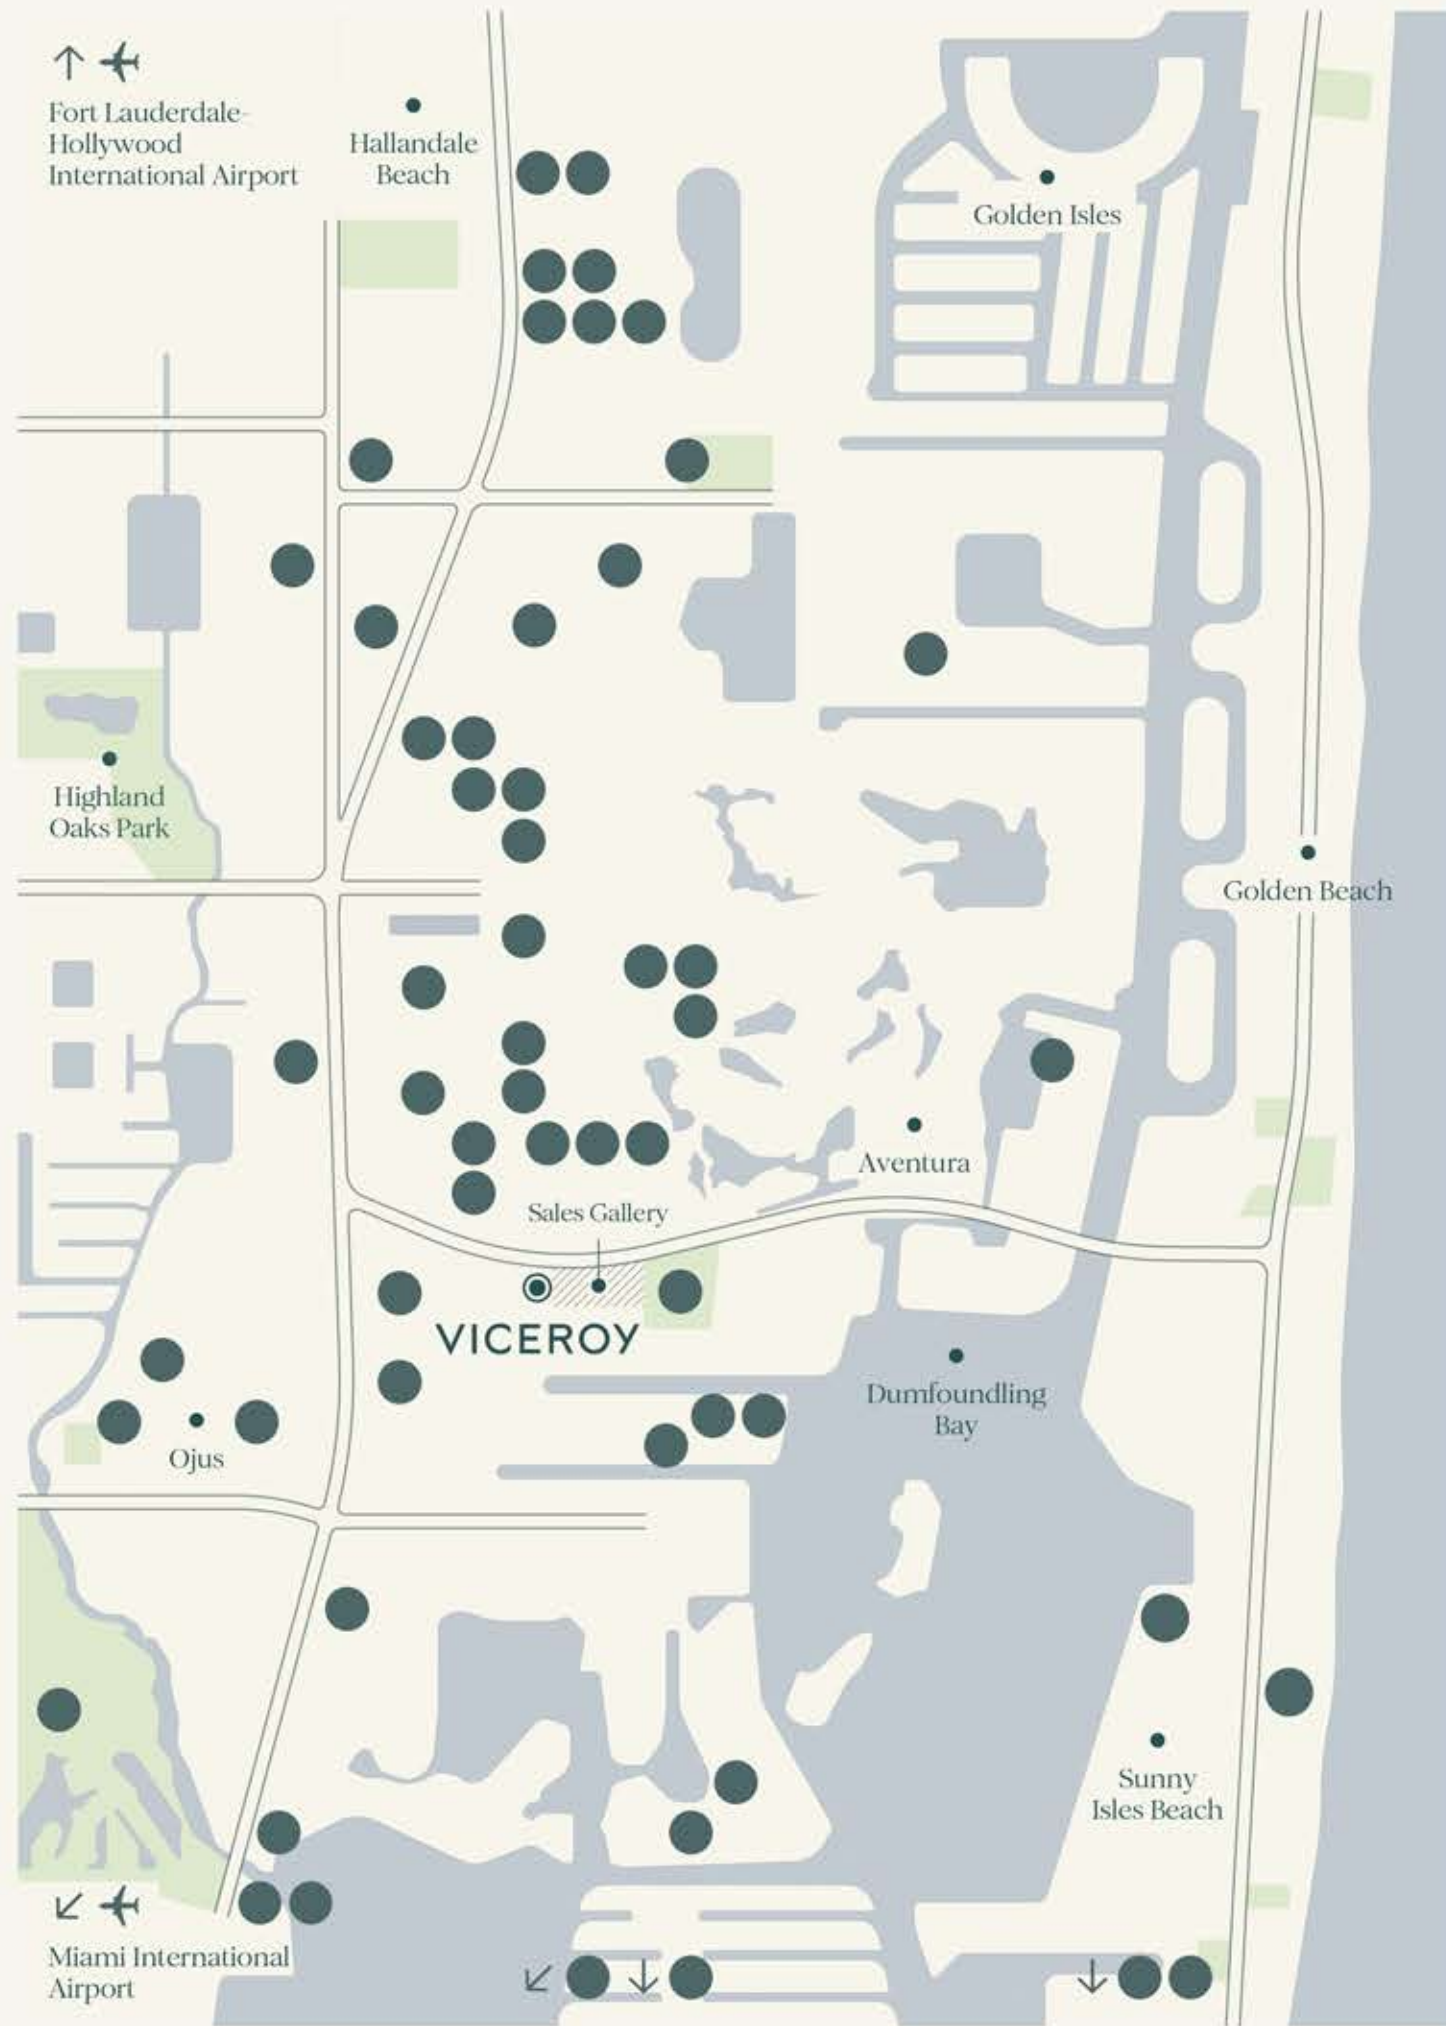 Fort Lauderdale-
Hollywood
International Airport
Hallandale
Beach
Golden Isles
Highland
Oaks Park
Golden Beach
Aventura
Sales Gallery
VICEROY
Dumfoundling
Bay
Ojus
Sunny
Isles Beach
Miami International
Airport